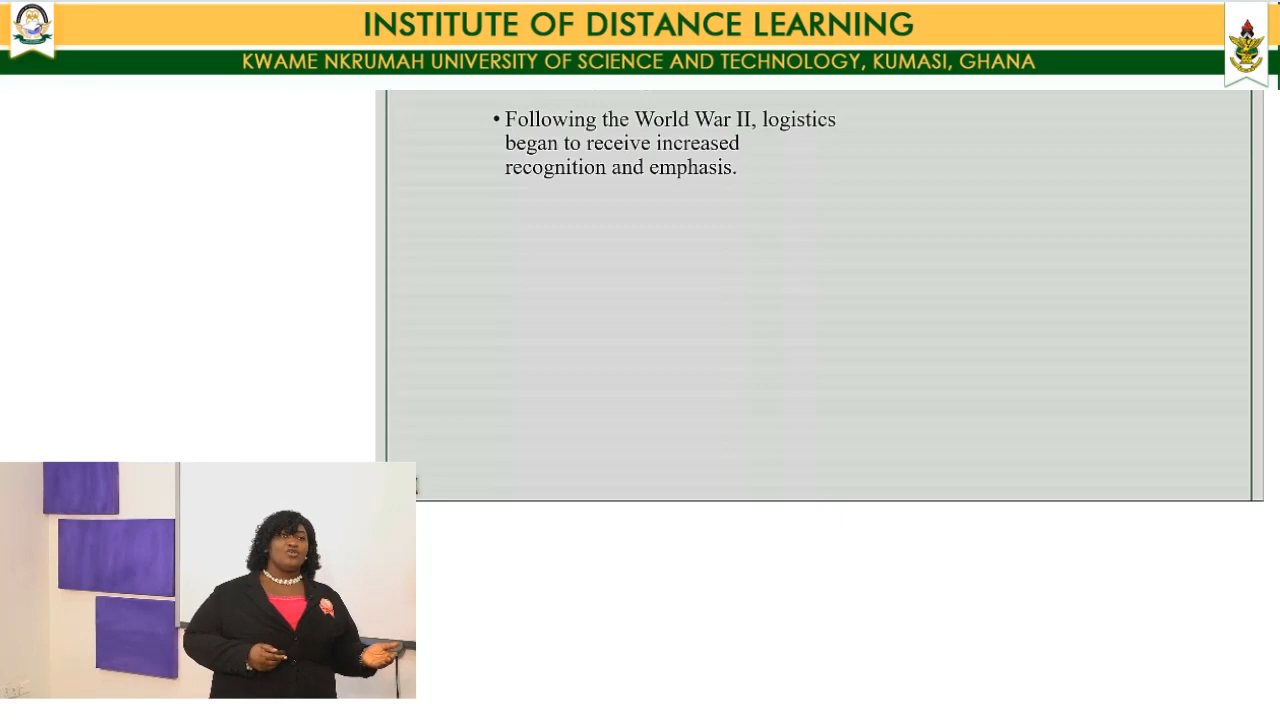 INSTITUTE OF DISTANCE LEARNING
KWAME NKRUMAH UNIVERSITY OF SCIENCE AND TECHNOLOGY, KUMASI, GHANA
• Following the World War II, logistics
began to receive increased
recognition and emphasis.